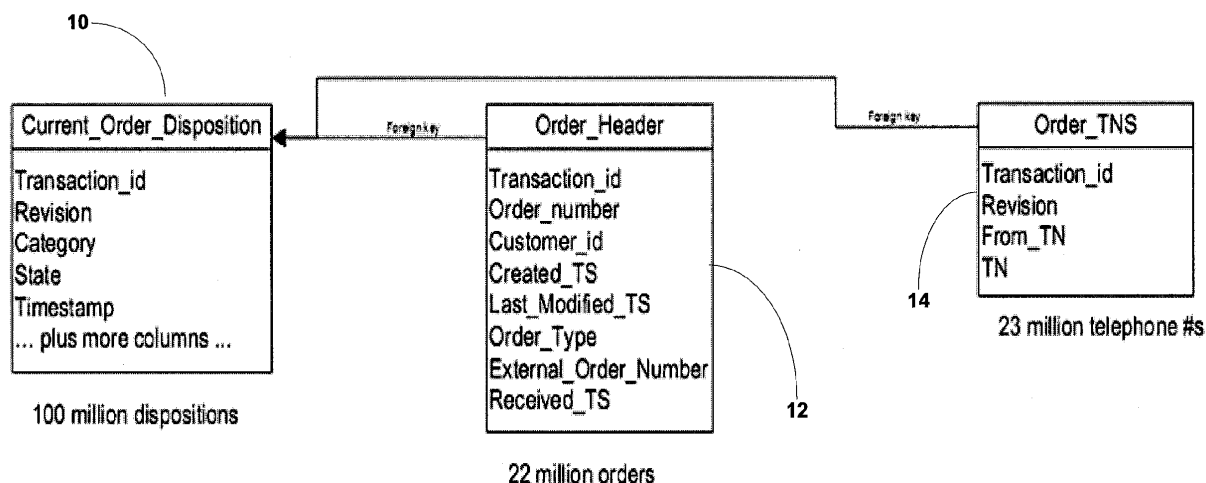 10
Current_Order_Disposition
Transaction_id
Revision
Category
State
Timestamp
... plus more columns ...
100 million dispositions
Foreign key
Order_Header
Transaction_id
Order_number
Customer_id
Created_TS
Last_Modified_TS
Order_Type
External_Order_Number
Received_TS
12
22 million orders
Foreign key
Order_TNS
Transaction_id
Revision
From_TN
TN
14
23 million telephone #s